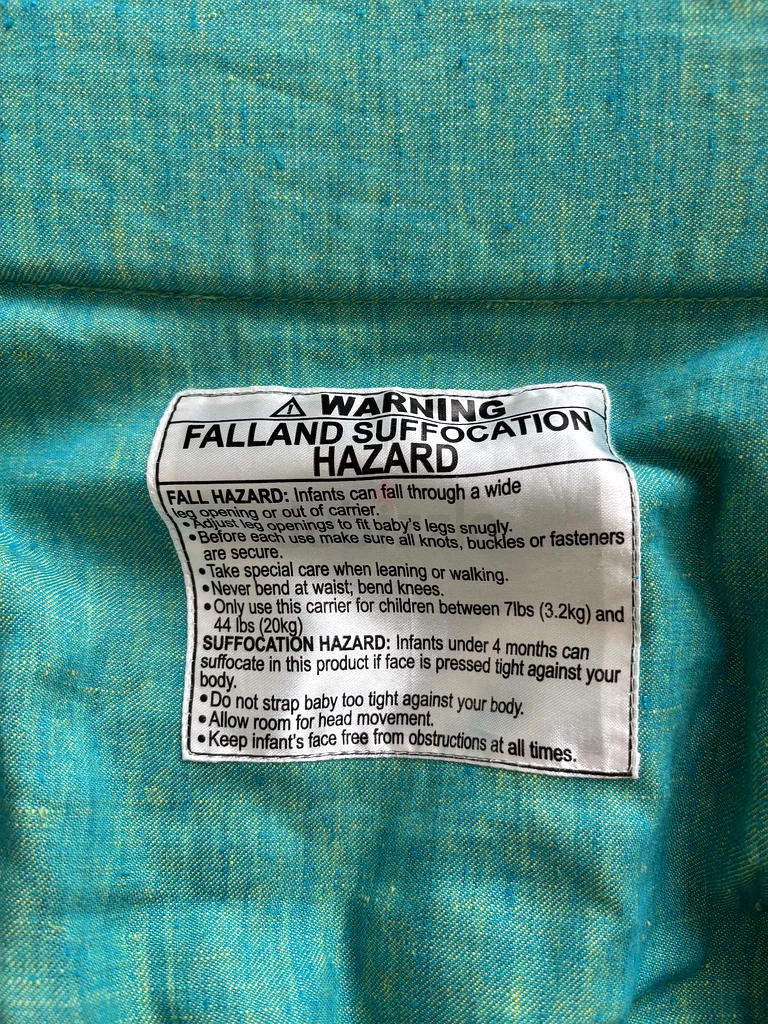 ⚠ WARNING
FALLAND SUFFOCATION
HAZARD
FALL HAZARD: Infants can fall through a wide
leg opening or out of carrier.
•Adjust leg openings to fit baby's legs snugly.
•Before each use make sure all knots, buckles or fasteners
are secure.
•Take special care when leaning or walking.
•Never bend at waist; bend knees.
•Only use this carrier for children between 7lbs (3.2kg) and
44 lbs (20kg)
SUFFOCATION HAZARD: Infants under 4 months can
suffocate in this product if face is pressed tight against your
body.
•Do not strap baby too tight against your body.
•Allow room for head movement.
•Keep infant's face free from obstructions at all times.